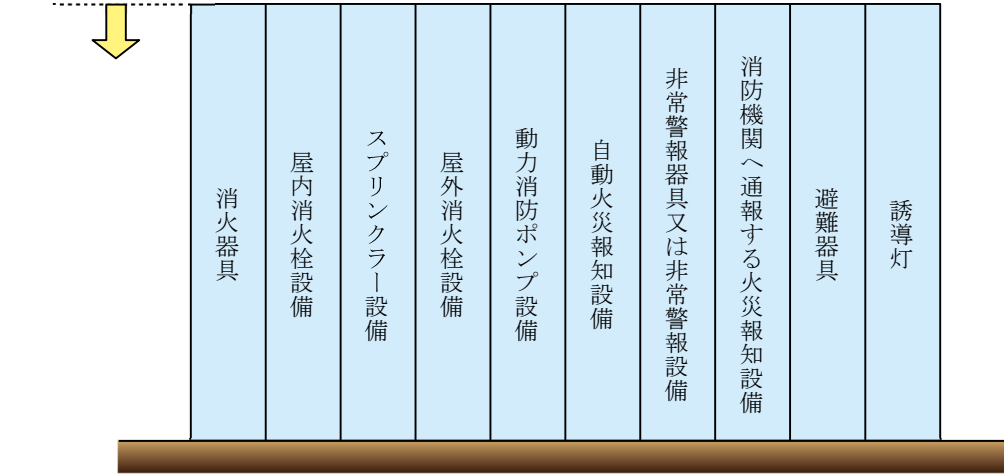 消火器具
屋内消火栓設備
スプリンクラー設備
屋外消火栓設備
動力消防ポンプ設備
自動火災報知設備
非常警報器具又は非常警報設備
消防機関へ通報する火災報知設備
避難器具
誘導灯